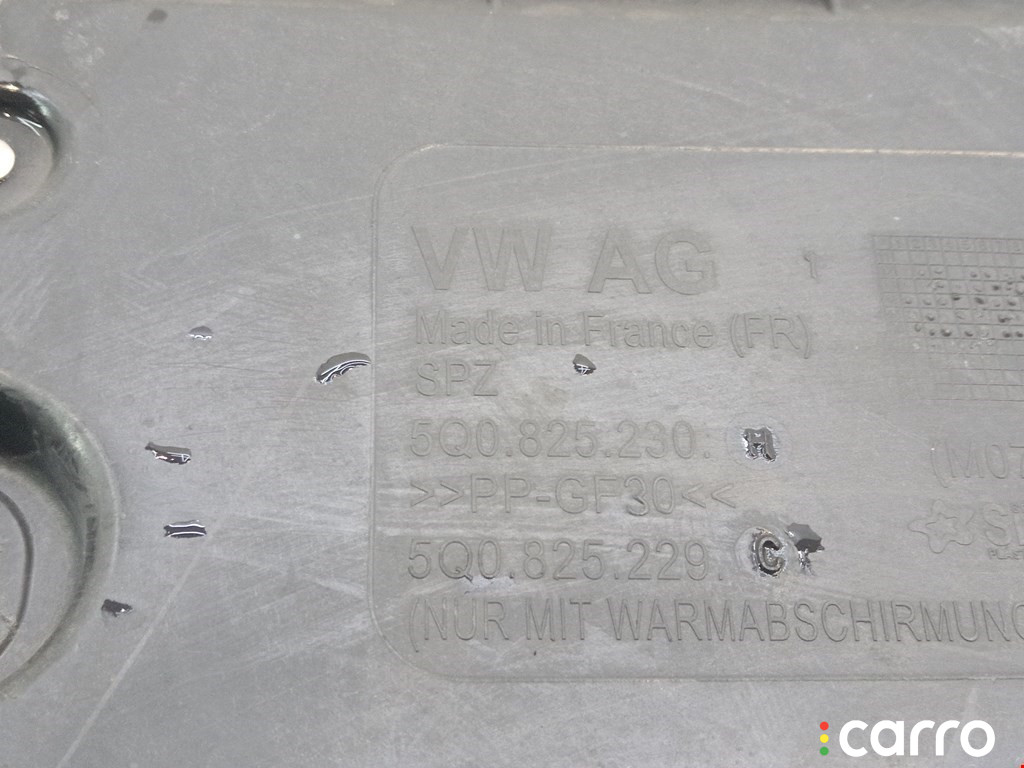 VW AG
Made in France (FR)
SPZ
5Q0.825.230. H
>>PP-GF30<<
5Q0.825.229. C
(NUR MIT WARMABSCHIRMUNG
(M07
carro